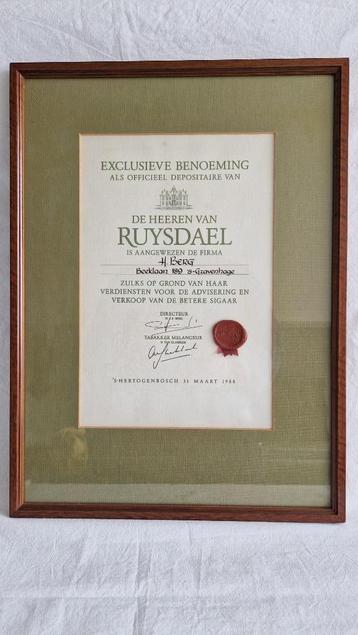 EXCLUSIEVE BENOEMING
ALS OFFICIEEL DEPOSITAIRE VAN
DE HEEREN VAN
RUYSDAEL
IS AANGEWEZEN DE FIRMA
H BERG
Beeklaan 189 's-Gravenhage
ZULKS OP GROND VAN HAAR
VERDIENSTEN VOOR DE ADVISERING EN
VERKOOP VAN DE BETERE SIGAAR
DIRECTEUR
TABAKKER MELANGEUR
'S-HERTOGENBOSCH 31 MAART 1988